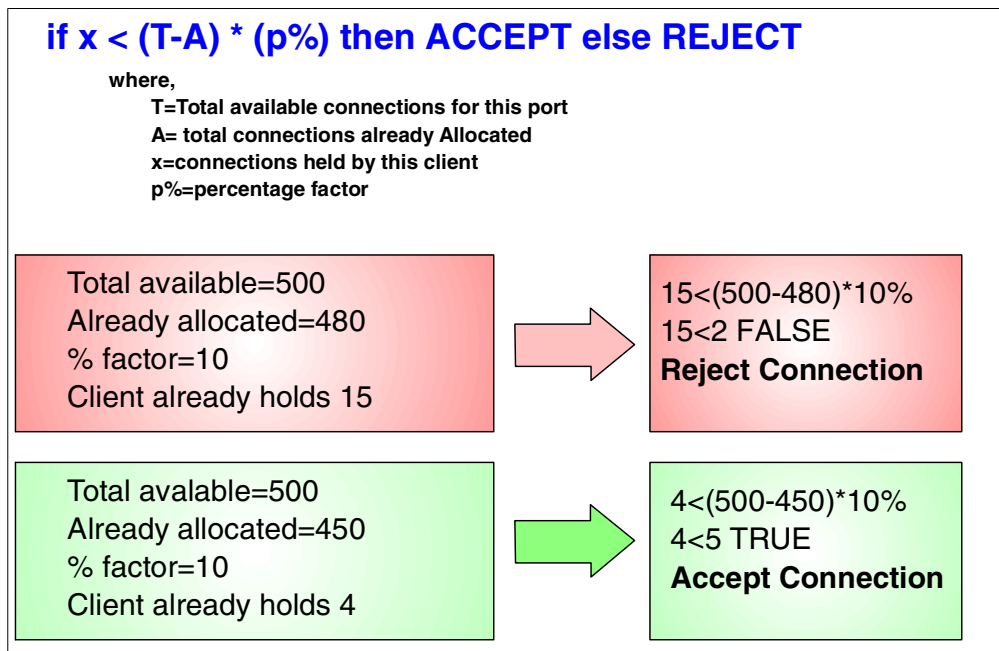 if x < (T-A) * (p%) then ACCEPT else REJECT
where,
T=Total available connections for this port
A= total connections already Allocated
x=connections held by this client
p%=percentage factor
Total available=500
Already allocated=480
% factor=10
Client already holds 15
15<(500-480)*10%
15<2 FALSE
Reject Connection
Total avalable=500
Already allocated=450
% factor=10
Client already holds 4
4<(500-450)*10%
4<5 TRUE
Accept Connection